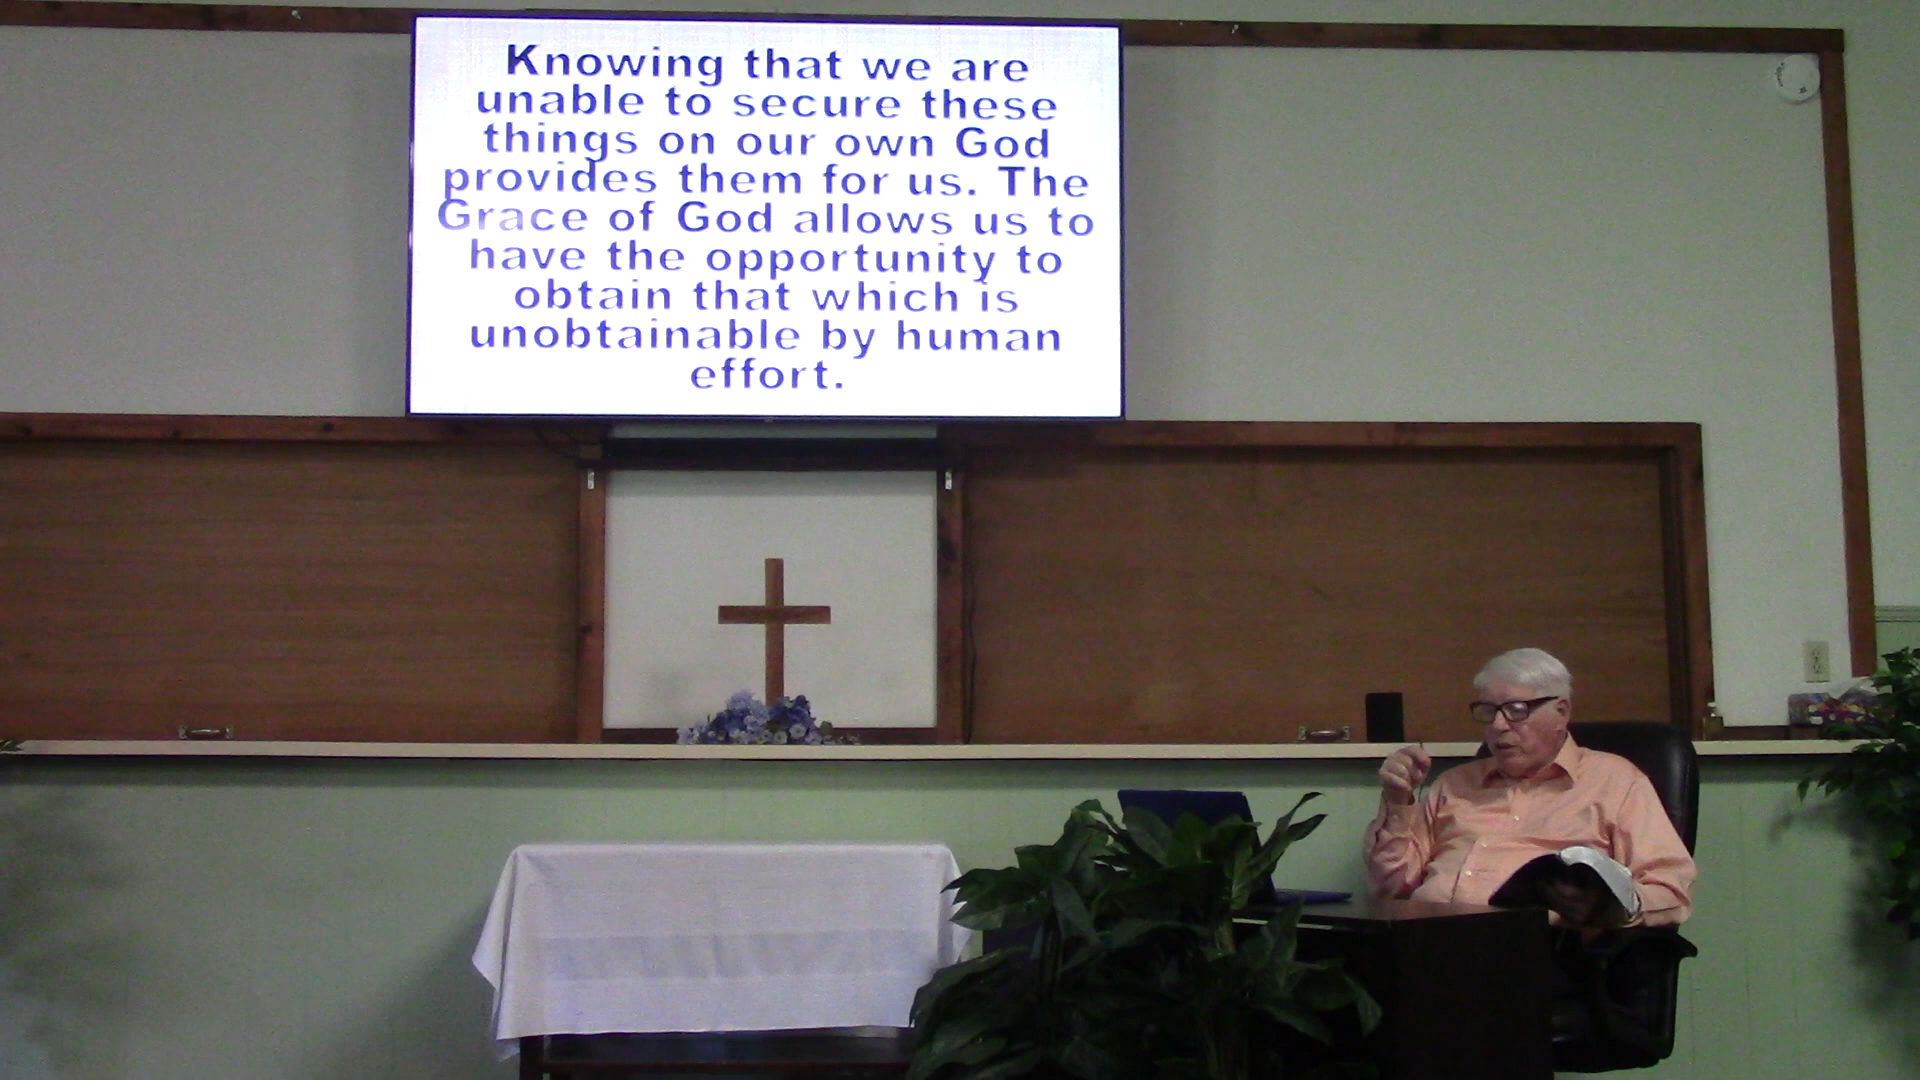 Knowing that we are
unable to secure these
things on our own God
provides them for us. The
Grace of God allows us to
have the opportunity to
obtain that which is
unobtainable by human
effort.